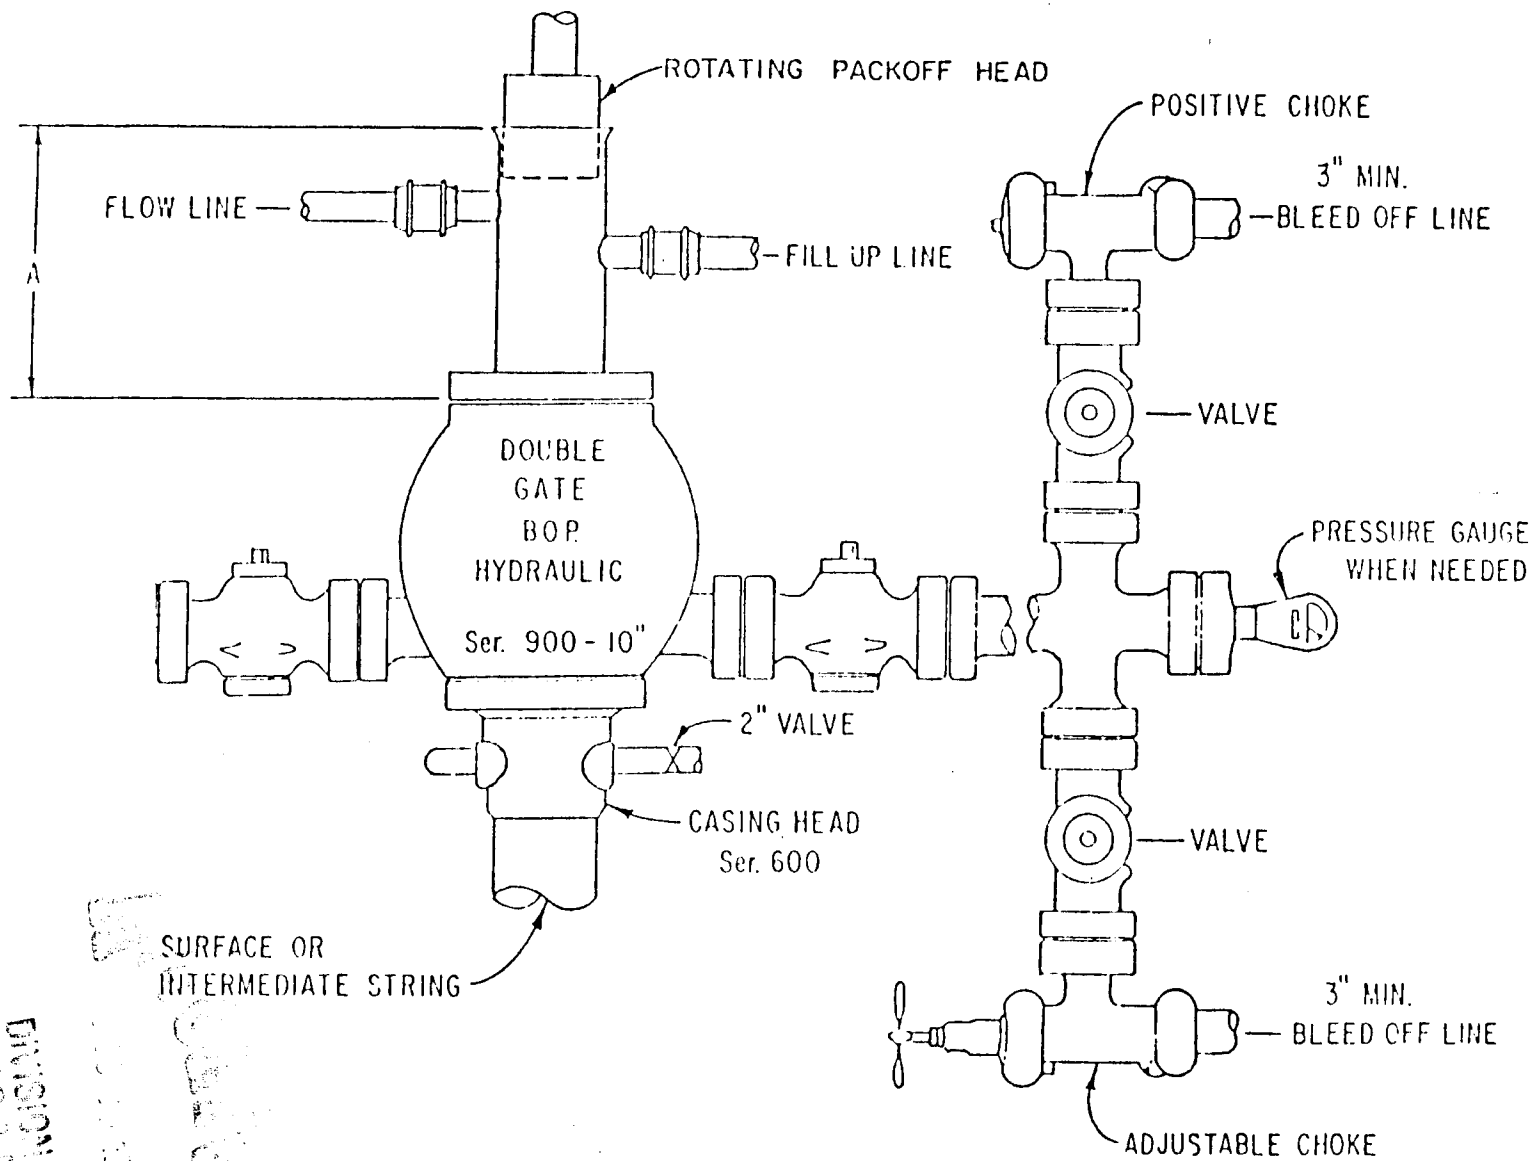 ROTATING PACKOFF HEAD
POSITIVE CHOKE
3" MIN.
BLEED OFF LINE
FLOW LINE
FILL UP LINE
A
VALVE
DOUBLE
GATE
B.O.P.
HYDRAULIC
Ser. 900 - 10"
PRESSURE GAUGE
WHEN NEEDED
2" VALVE
CASING HEAD
Ser. 600
VALVE
SURFACE OR
INTERMEDIATE STRING
3" MIN.
BLEED OFF LINE
ADJUSTABLE CHOKE
DIVISION